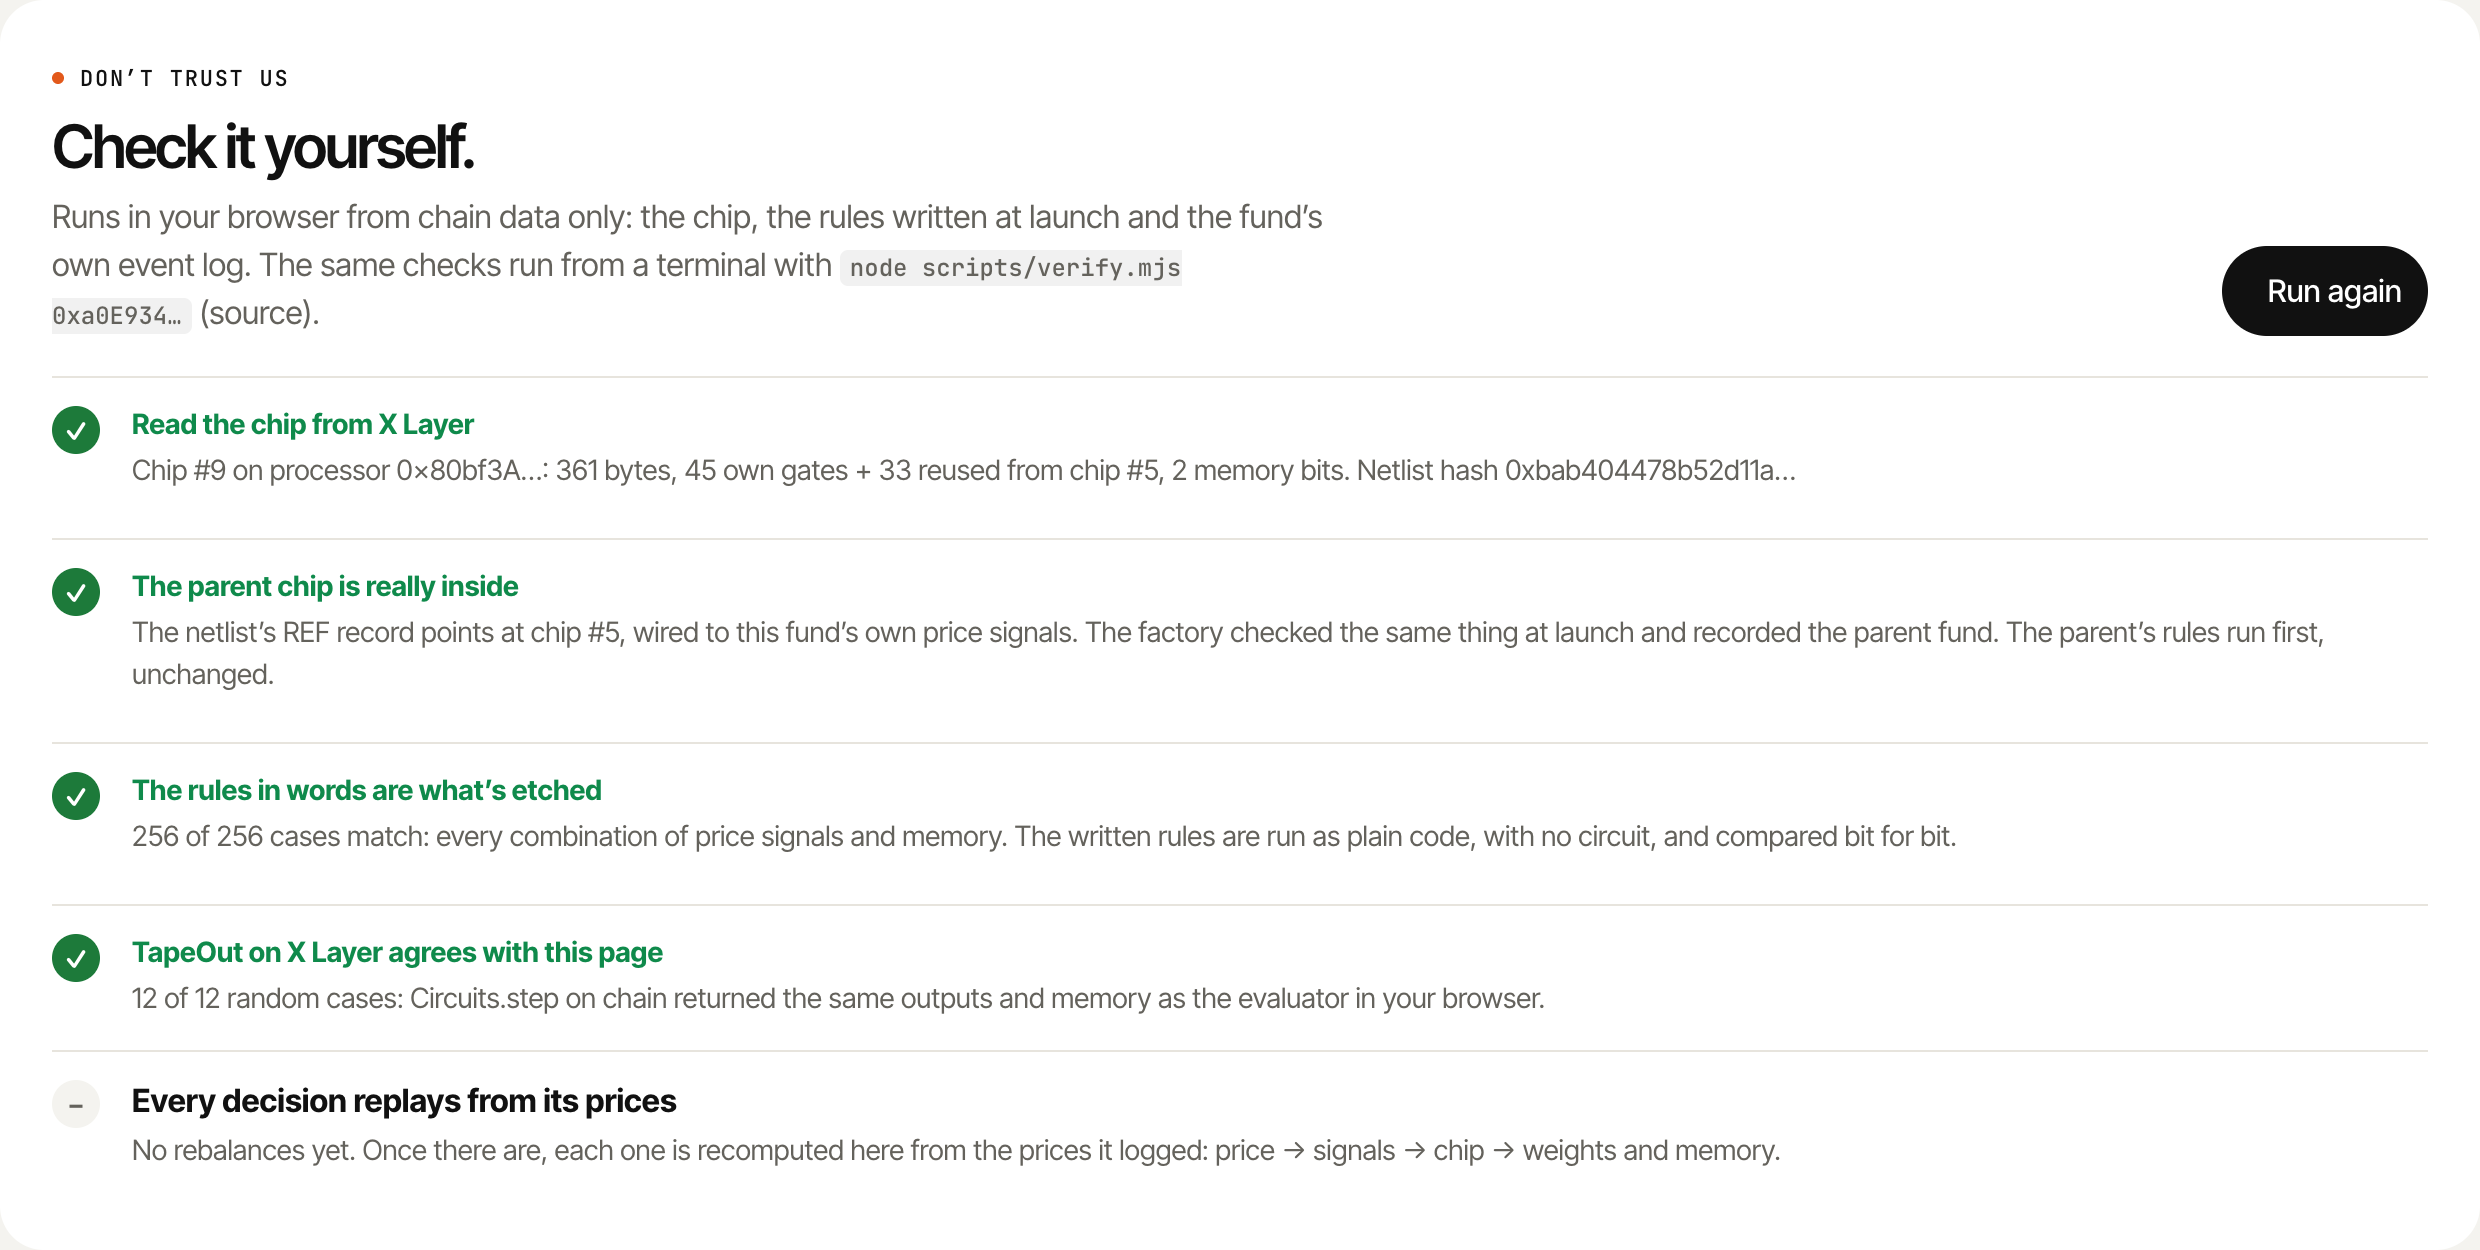 DON’T TRUST US
Check it yourself.
Runs in your browser from chain data only: the chip, the rules written at launch and the fund’s
own event log. The same checks run from a terminal with node scripts/verify.mjs
0xa0E934… (source).
Run again
Read the chip from X Layer
Chip #9 on processor 0×80bf3A…: 361 bytes, 45 own gates + 33 reused from chip #5, 2 memory bits. Netlist hash 0xbab404478b52d11a…
The parent chip is really inside
The netlist’s REF record points at chip #5, wired to this fund’s own price signals. The factory checked the same thing at launch and recorded the parent fund. The parent’s rules run first,
unchanged.
The rules in words are what’s etched
256 of 256 cases match: every combination of price signals and memory. The written rules are run as plain code, with no circuit, and compared bit for bit.
TapeOut on X Layer agrees with this page
12 of 12 random cases: Circuits.step on chain returned the same outputs and memory as the evaluator in your browser.
Every decision replays from its prices
No rebalances yet. Once there are, each one is recomputed here from the prices it logged: price → signals → chip → weights and memory.